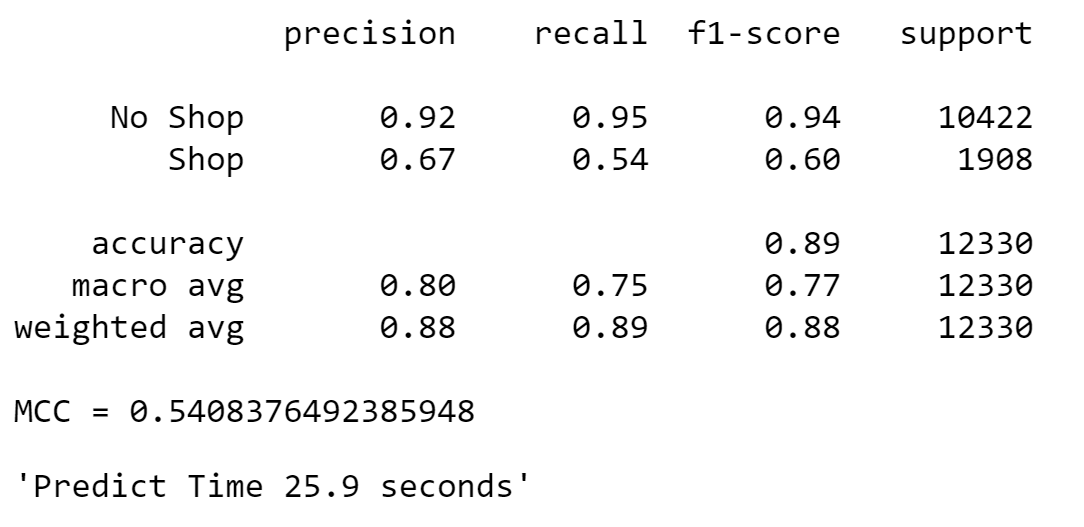 precision recall f1-score support
No Shop 0.92 0.95 0.94 10422
Shop 0.67 0.54 0.60 1908
accuracy 0.89 12330
macro avg 0.80 0.75 0.77 12330
weighted avg 0.88 0.89 0.88 12330
MCC = 0.5408376492385948
'Predict Time 25.9 seconds'